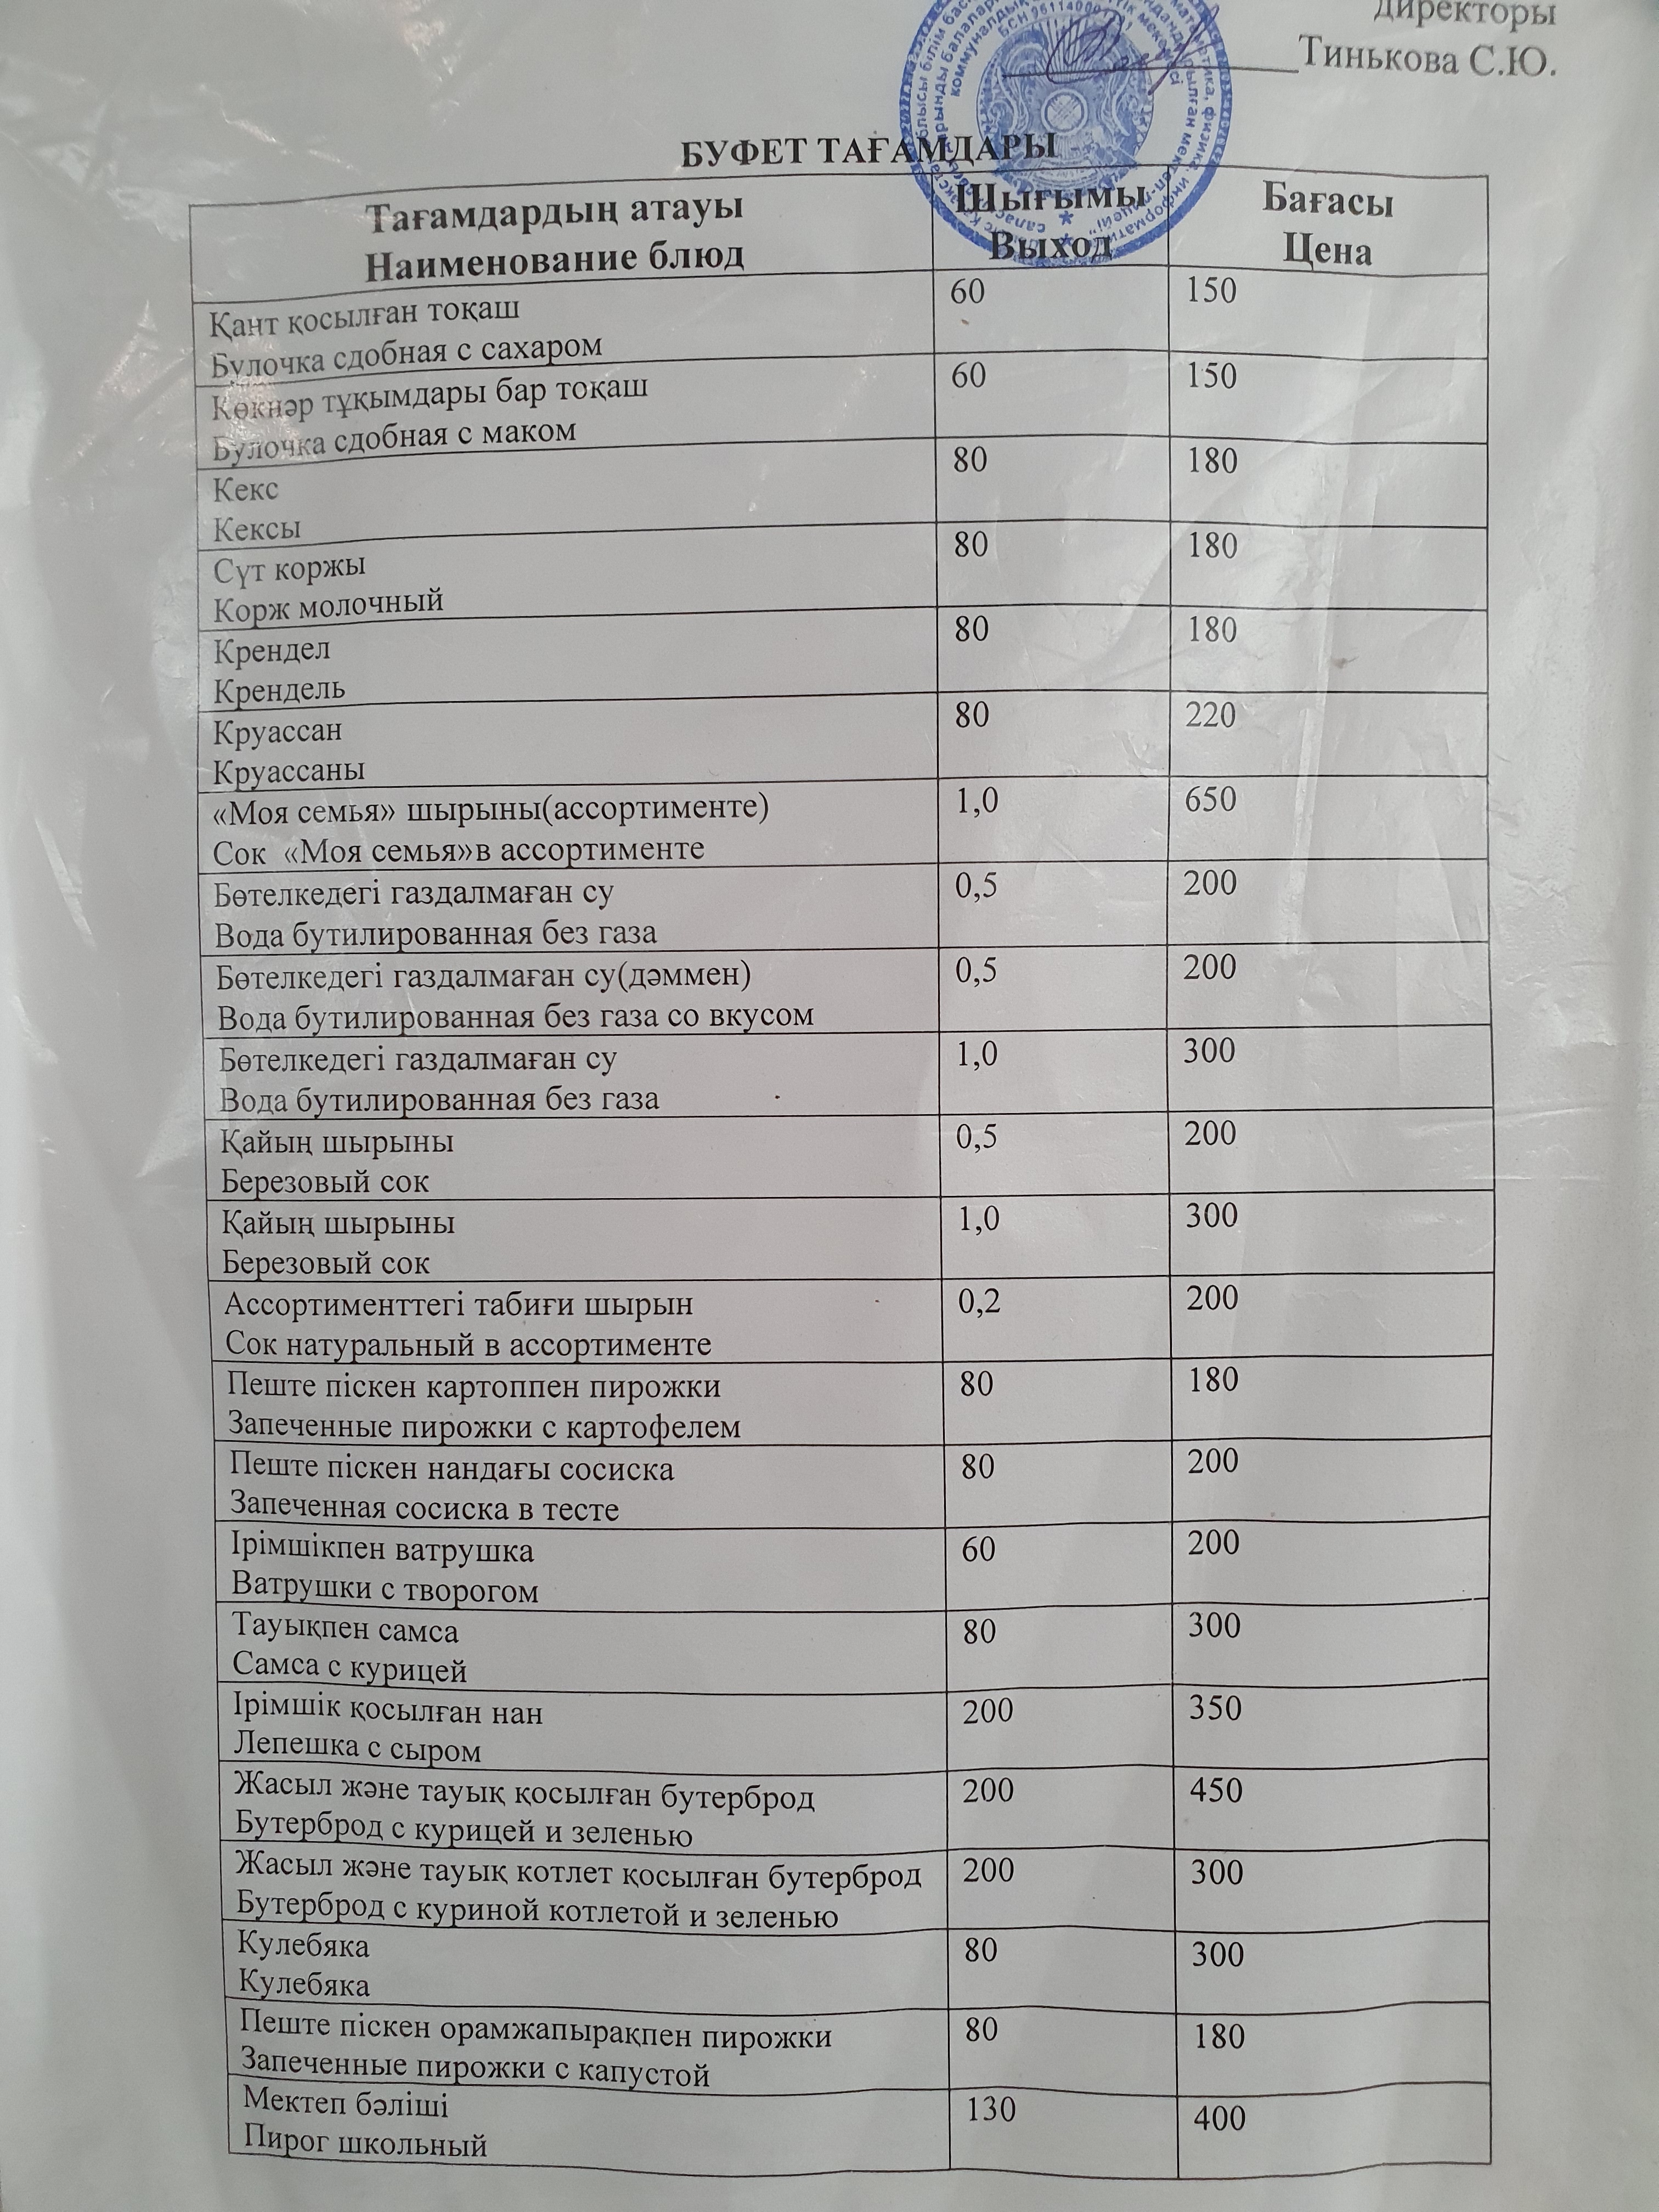 директоры
Тинькова С.Ю.
БУФЕТ ТАҒАМДАРЫ
Тағамдардың атауы
Наименование блюд
Шығымы
Выход
Бағасы
Цена
Қант қосылған тоқаш
Булочка сдобная с сахаром
60
150
Көкнәр тұқымдары бар тоқаш
Булочка сдобная с маком
60
150
Кекс
Кексы
80
180
Сүт коржы
Корж молочный
80
180
Крендел
Крендель
80
180
Круассан
Круассаны
80
220
«Моя семья» шырыны(ассортименте)
Сок «Моя семья»в ассортименте
1,0
650
Бөтелкедегі газдалмаған су
Вода бутилированная без газа
0,5
200
Бөтелкедегі газдалмаған су(дәммен)
Вода бутилированная без газа со вкусом
0,5
200
Бөтелкедегі газдалмаған су
Вода бутилированная без газа
1,0
300
Қайың шырыны
Березовый сок
0,5
200
Қайың шырыны
Березовый сок
1,0
300
Ассортименттегі табиғи шырын
Сок натуральный в ассортименте
0,2
200
Пеште піскен картоппен пирожки
Запеченные пирожки с картофелем
80
180
Пеште піскен нандағы сосиска
Запеченная сосиска в тесте
80
200
Ірімшікпен ватрушка
Ватрушки с творогом
60
200
Тауықпен самса
Самса с курицей
80
300
Ірімшік қосылған нан
Лепешка с сыром
200
350
Жасыл және тауық қосылған бутерброд
Бутерброд с курицей и зеленью
200
450
Жасыл және тауық котлет қосылған бутерброд
Бутерброд с куриной котлетой и зеленью
200
300
Кулебяка
Кулебяка
80
300
Пеште піскен орамжапырақпен пирожки
Запеченные пирожки с капустой
80
180
Мектеп бәліші
Пирог школьный
130
400